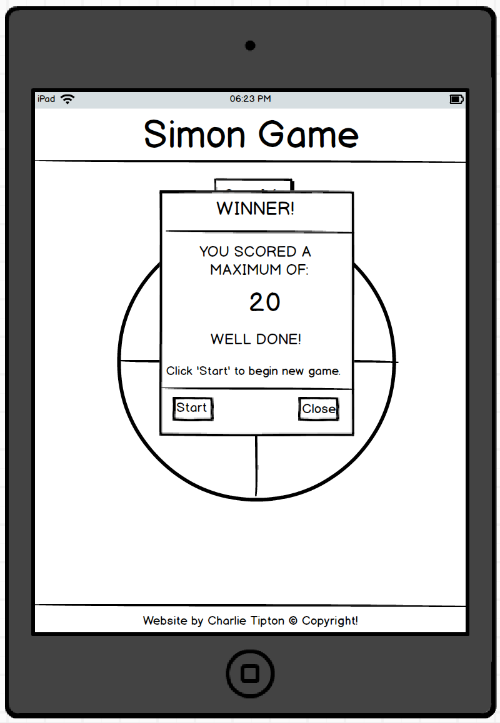 iPad 06:23 PM
Simon Game
WINNER!
YOU SCORED A
MAXIMUM OF:
20
WELL DONE!
Click 'Start' to begin new game.
Start Close
Website by Charlie Tipton © Copyright!